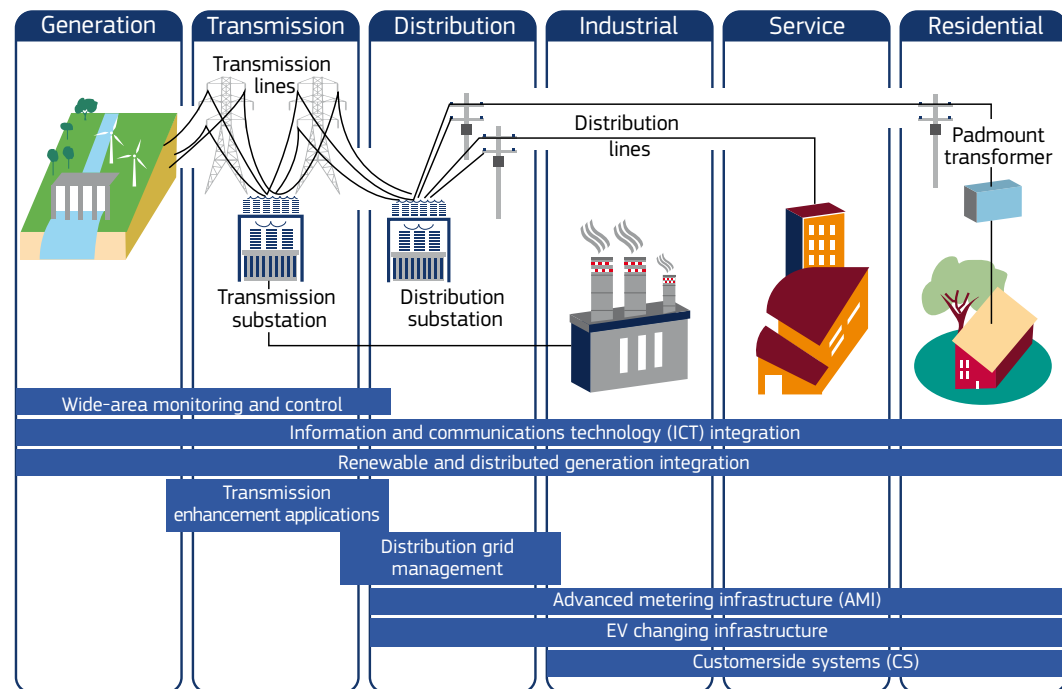 Generation
Transmission
Distribution
Industrial
Service
Residential
Transmission
lines
Distribution
lines
Padmount
transformer
Transmission
substation
Distribution
substation
Wide-area monitoring and control
Information and communications technology (ICT) integration
Renewable and distributed generation integration
Transmission
enhancement applications
Distribution grid
management
Advanced metering infrastructure (AMI)
EV changing infrastructure
Customerside systems (CS)